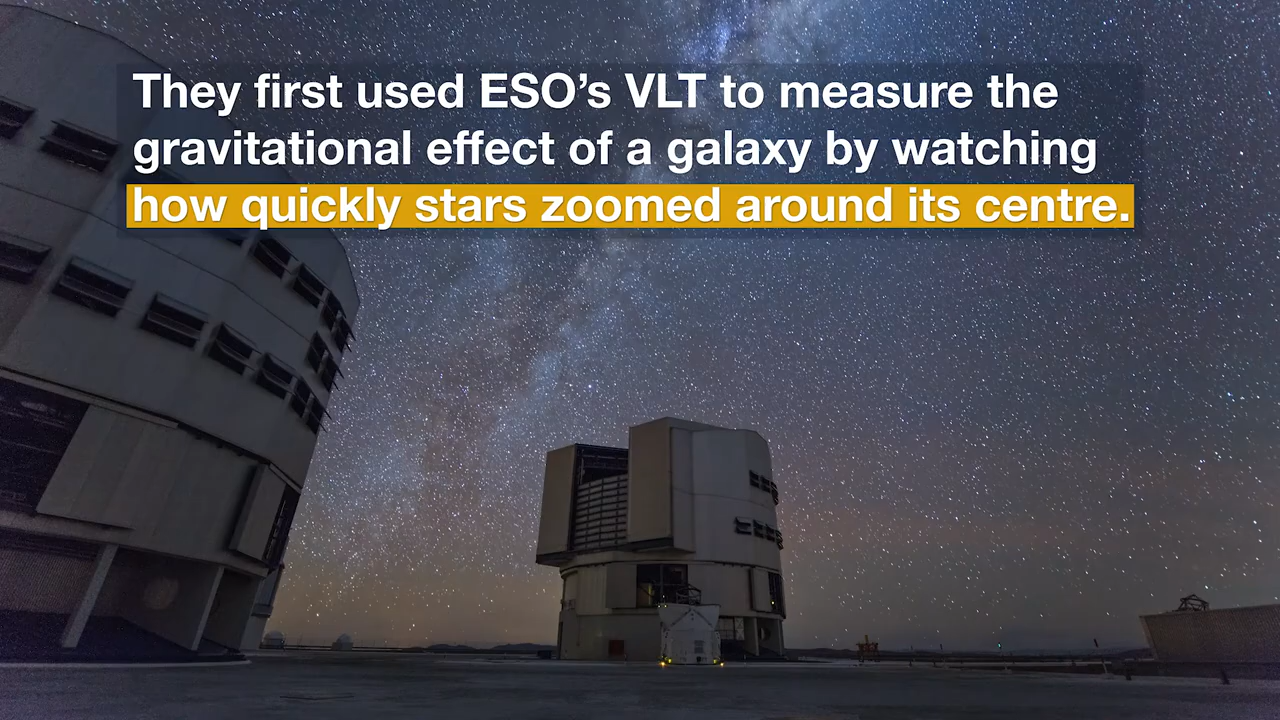 They first used ESO's VLT to measure the
gravitational effect of a galaxy by watching
how quickly stars zoomed around its centre.